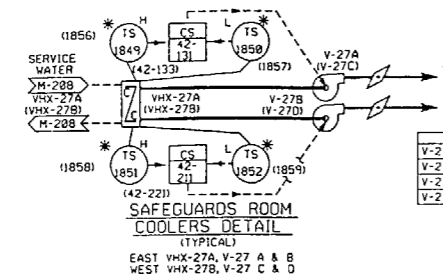 * H * L
(1856) TS 1849 CS 42-131 TS 1850 V-27A (V-27C)
SERVICE WATER
(42-133) (1857)
M-208
VHX-27A (VHX-27B)
M-208
VHX-27A (VHX-27B)
V-27B (V-27D)
* H * L
(1858) TS 1851 CS 42-211 TS 1852 (1859)
(42-221)
SAFEGUARDS ROOM
COOLERS DETAIL
(TYPICAL)
EAST VHX-27A, V-27 A & B
WEST VHX-27B, V-27 C & D
V-2
V-2
V-2
V-2